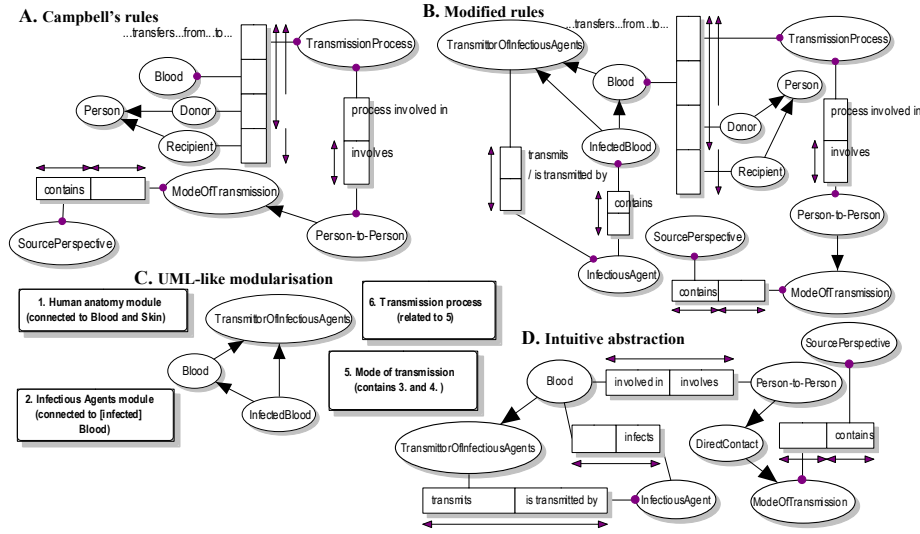 A. Campbell's rules
...transfers...from...to...
TransmissionProcess
Blood
Person
Donor
Recipient
process involved in
involves
contains
ModeOfTransmission
SourcePerspective
Person-to-Person
B. Modified rules
...transfers...from...to...
TransmittorOfInfectiousAgents
TransmissionProcess
Blood
Person
Donor
InfectedBlood
Recipient
process involved in
involves
transmits
/ is transmitted by
contains
Person-to-Person
SourcePerspective
InfectiousAgent
contains
ModeOfTransmission
C. UML-like modularisation
1. Human anatomy module
(connected to Blood and Skin)
TransmittorOfInfectiousAgents
6. Transmission process
(related to 5)
Blood
InfectedBlood
5. Mode of transmission
(contains 3. and 4. )
2. Infectious Agents module
(connected to [infected]
Blood)
D. Intuitive abstraction
SourcePerspective
Blood
involved in
involves
Person-to-Person
TransmittorOfInfectiousAgents
infects
DirectContact
contains
transmits
is transmitted by
InfectiousAgent
ModeOfTransmission